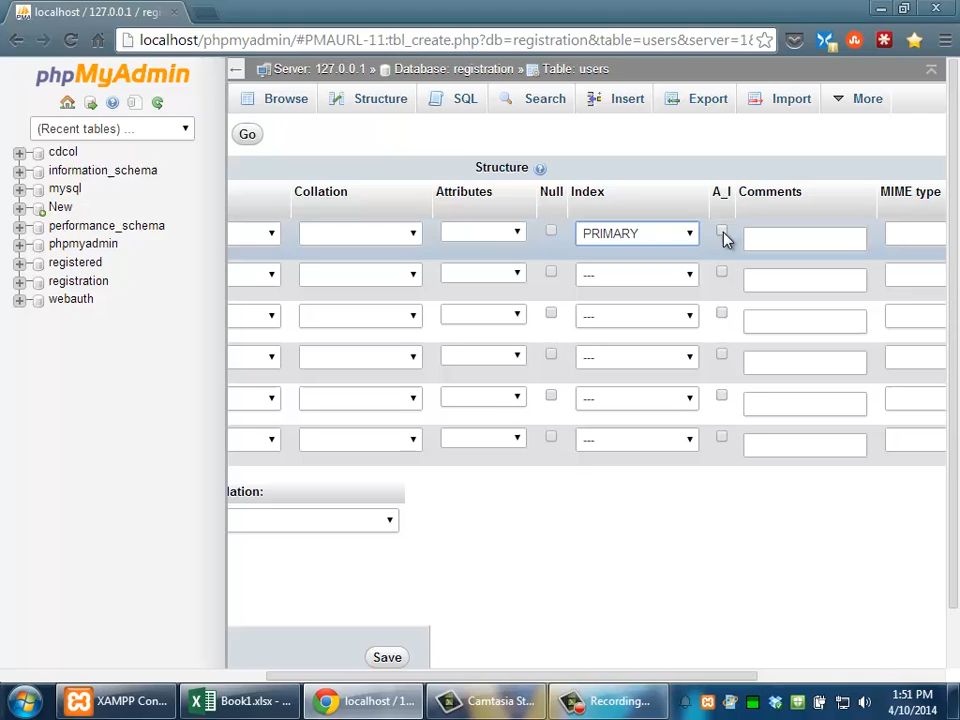 localhost / 127.0.0.1 / regi
localhost/phpmyadmin/#PMAURL-11:tbl_create.php?db=registration&table=users&server=1&
phpMyAdmin
Server: 127.0.0.1 » Database: registration » Table: users
Browse Structure SQL Search Insert Export Import More
(Recent tables) ...
Go
cdcol
information_schema
mysql
New
performance_schema
phpmyadmin
registered
registration
webauth
Structure
Collation Attributes Null Index A_I Comments MIME type
PRIMARY
---
---
---
---
---
lation:
Save
XAMPP Con... Book1.xlsx - ... localhost / 1... Camtasia St... Recording...
1:51 PM
4/10/2014